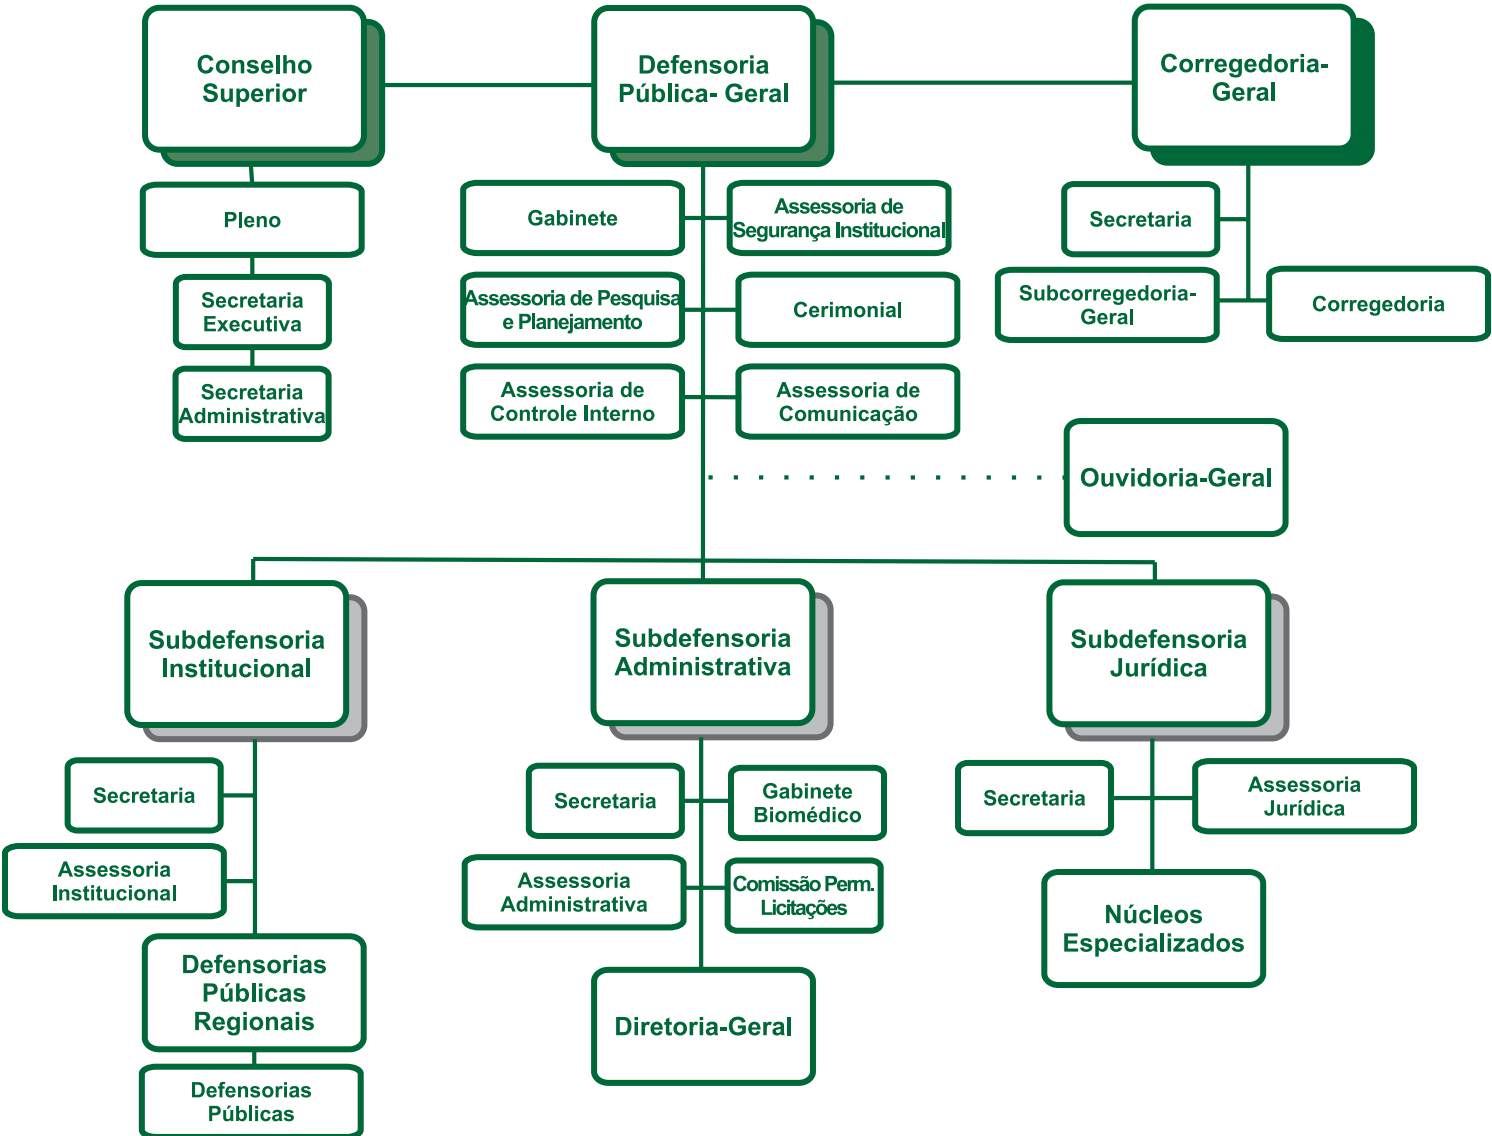 Conselho
Superior
Defensoria
Pública- Geral
Corregedoria-
Geral
Pleno
Gabinete
Assessoria de
Segurança Institucional
Secretaria
Secretaria
Executiva
Assessoria de Pesquisa
e Planejamento
Cerimonial
Subcorregedoria-
Geral
Corregedoria
Secretaria
Administrativa
Assessoria de
Controle Interno
Assessoria de
Comunicação
Ouvidoria-Geral
Subdefensoria
Institucional
Subdefensoria
Administrativa
Subdefensoria
Jurídica
Secretaria
Secretaria
Gabinete
Biomédico
Secretaria
Assessoria
Jurídica
Assessoria
Institucional
Assessoria
Administrativa
Comissão Perm.
Licitações
Núcleos
Especializados
Defensorias
Públicas
Regionais
Diretoria-Geral
Defensorias
Públicas